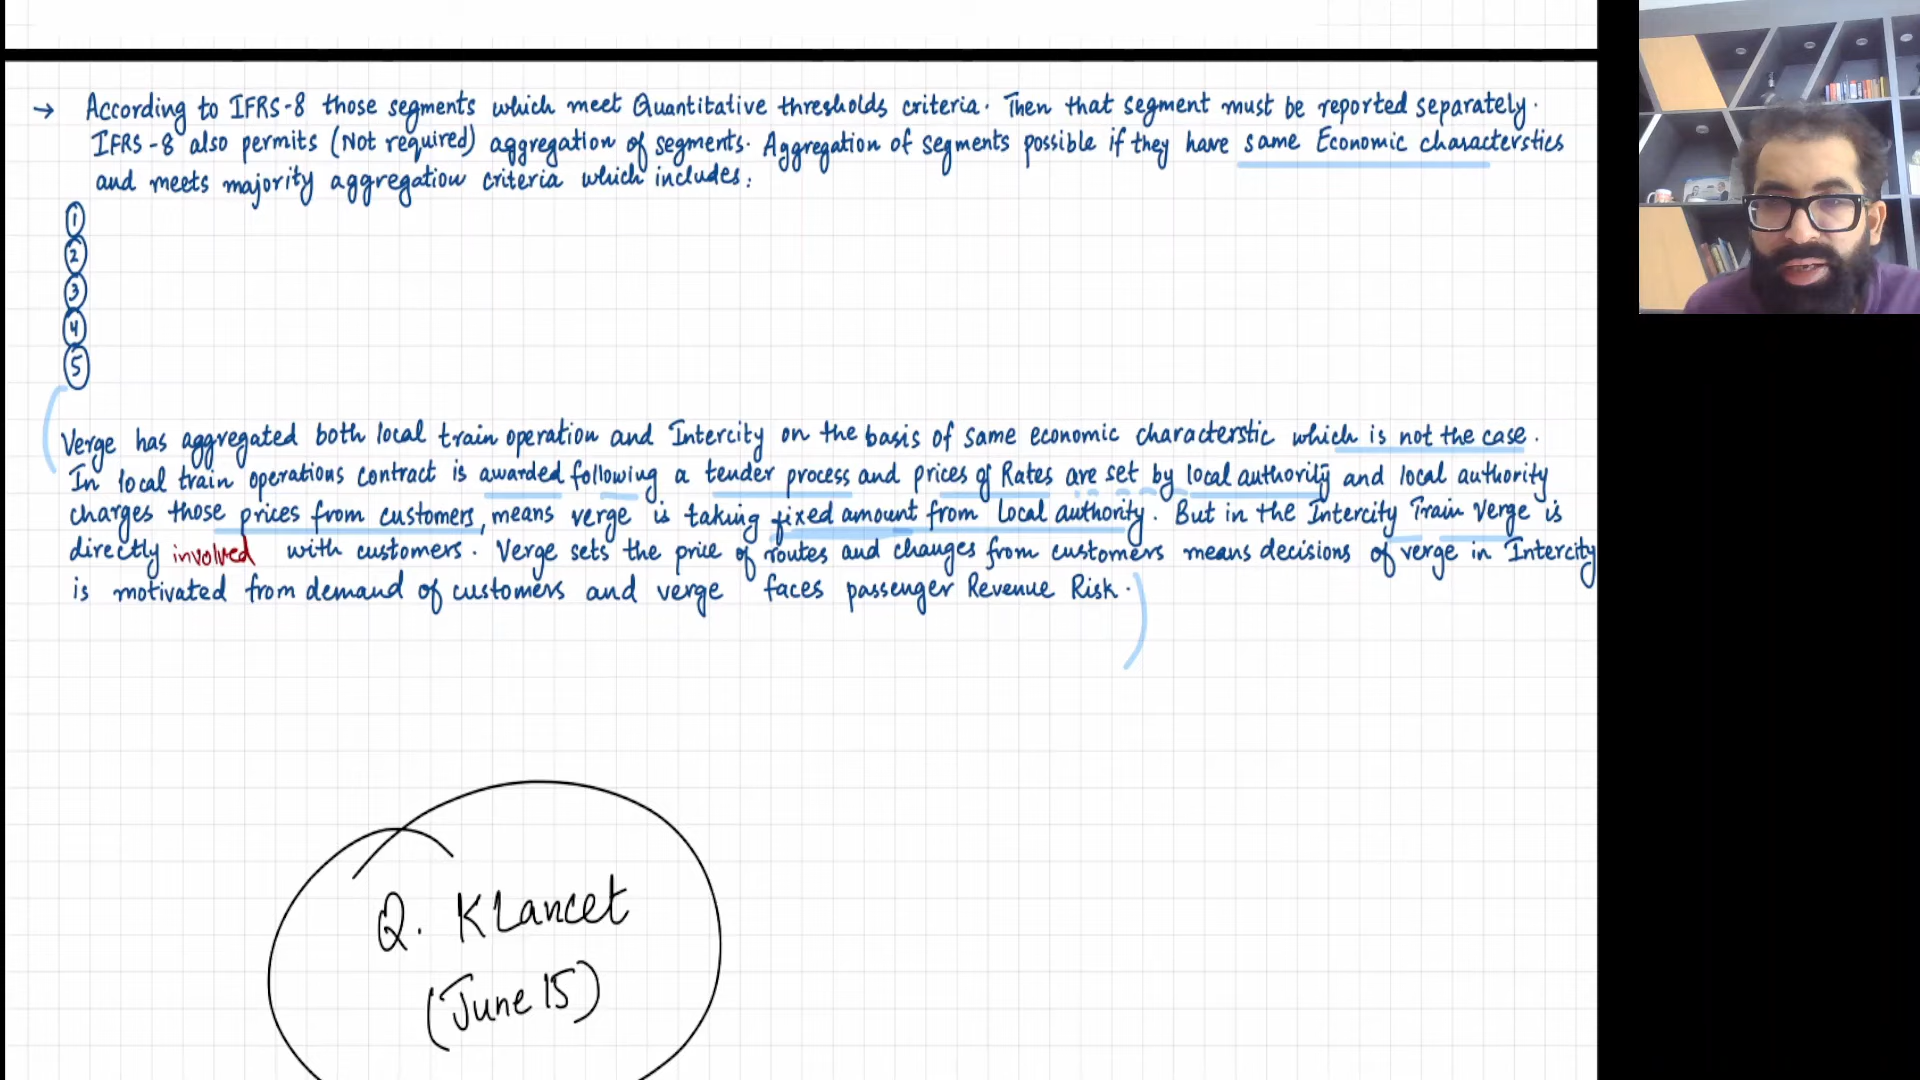 → According to IFRS-8 those segments which meet Quantitative thresholds criteria. Then that segment must be reported separately.
IFRS-8 also permits (Not required) aggregation of segments. Aggregation of segments possible if they have same Economic characterstics
and meets majority aggregation criteria which includes:
①
②
③
④
⑤
Verge has aggregated both local train operation and Intercity on the basis of same economic characterstic which is not the case.
In local train operations contract is awarded following a tender process and prices of Rates are set by local authority and local authority
charges those prices from customers, means verge is taking fixed amount from Local authority. But in the Intercity Train Verge is
directly involved with customers. Verge sets the price of routes and changes from customers means decisions of verge in Intercity
is motivated from demand of customers and verge faces passenger Revenue Risk.
Q. KLancet
(June 15)